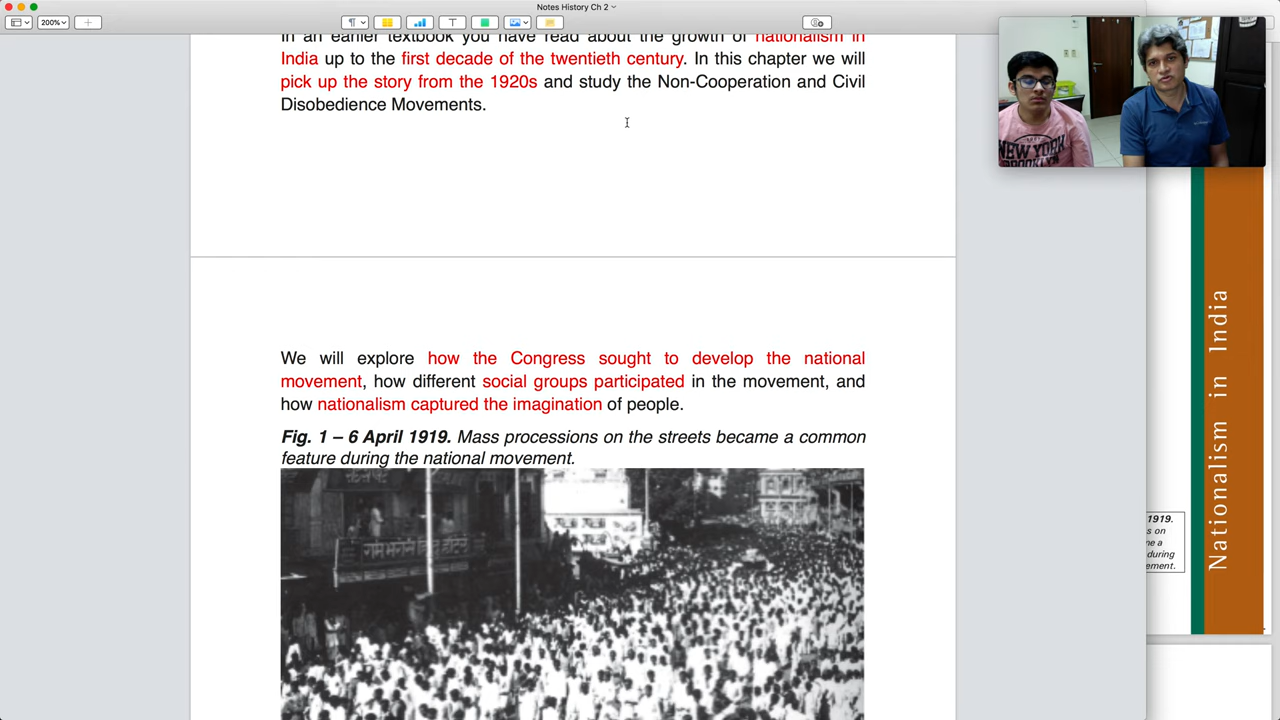 Notes History Ch 2
200%
In an earlier textbook you have read about the growth of nationalism in
India up to the first decade of the twentieth century. In this chapter we will
pick up the story from the 1920s and study the Non-Cooperation and Civil
Disobedience Movements.
We will explore how the Congress sought to develop the national
movement, how different social groups participated in the movement, and
how nationalism captured the imagination of people.
Fig. 1 – 6 April 1919. Mass processions on the streets became a common
feature during the national movement.
NEW YORK
BROOKLYN
Nationalism in India
1919.
s on
e a
during
ement.